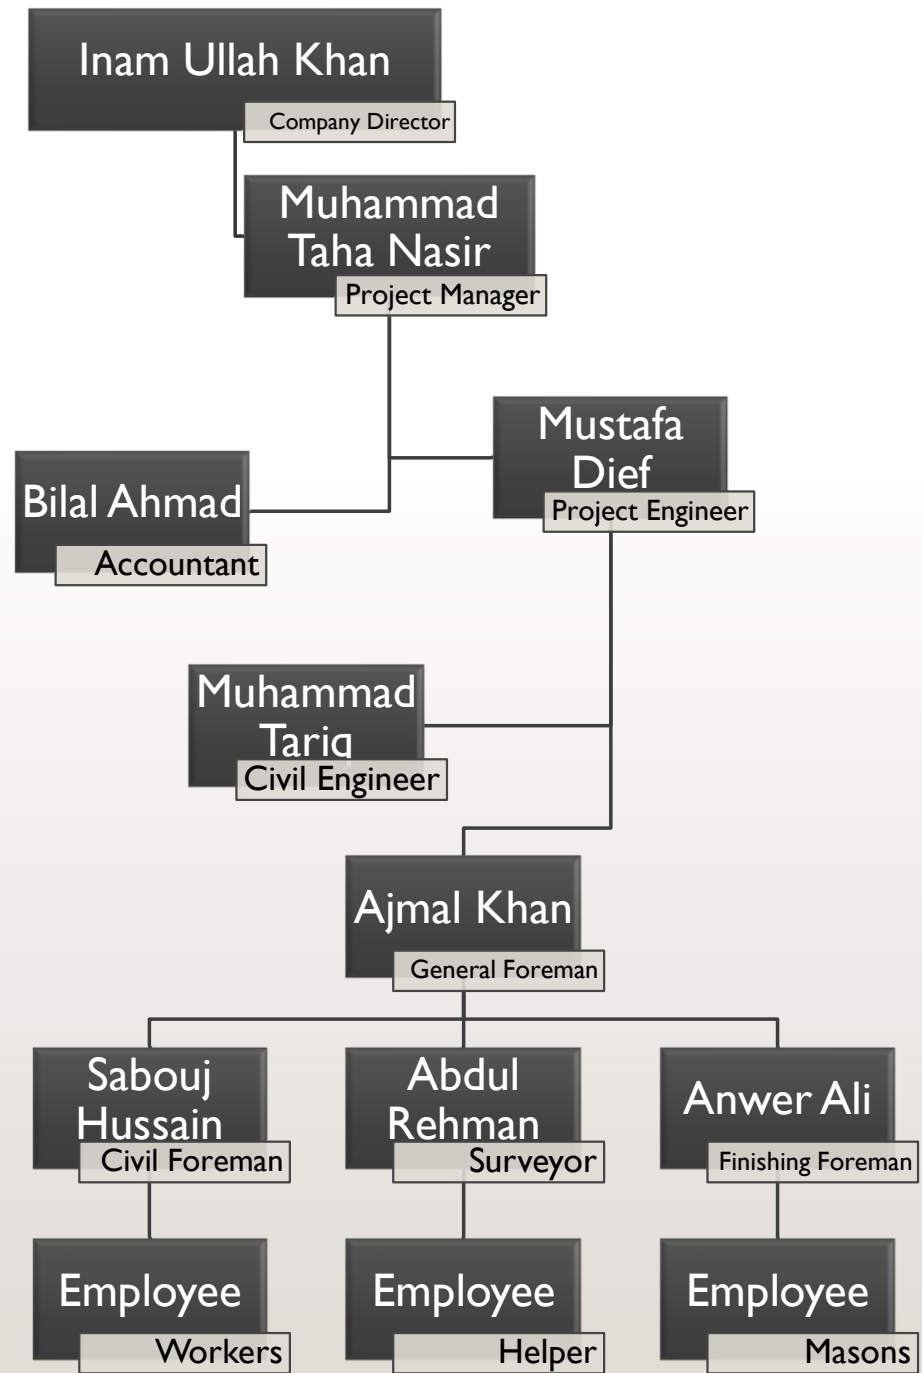 Inam Ullah Khan
Company Director
Muhammad
Taha Nasir
Project Manager
Mustafa
Dief
Project Engineer
Bilal Ahmad
Accountant
Muhammad
Tariq
Civil Engineer
Ajmal Khan
General Foreman
Sabouj
Hussain
Civil Foreman
Abdul
Rehman
Surveyor
Anwer Ali
Finishing Foreman
Employee
Workers
Employee
Helper
Employee
Masons